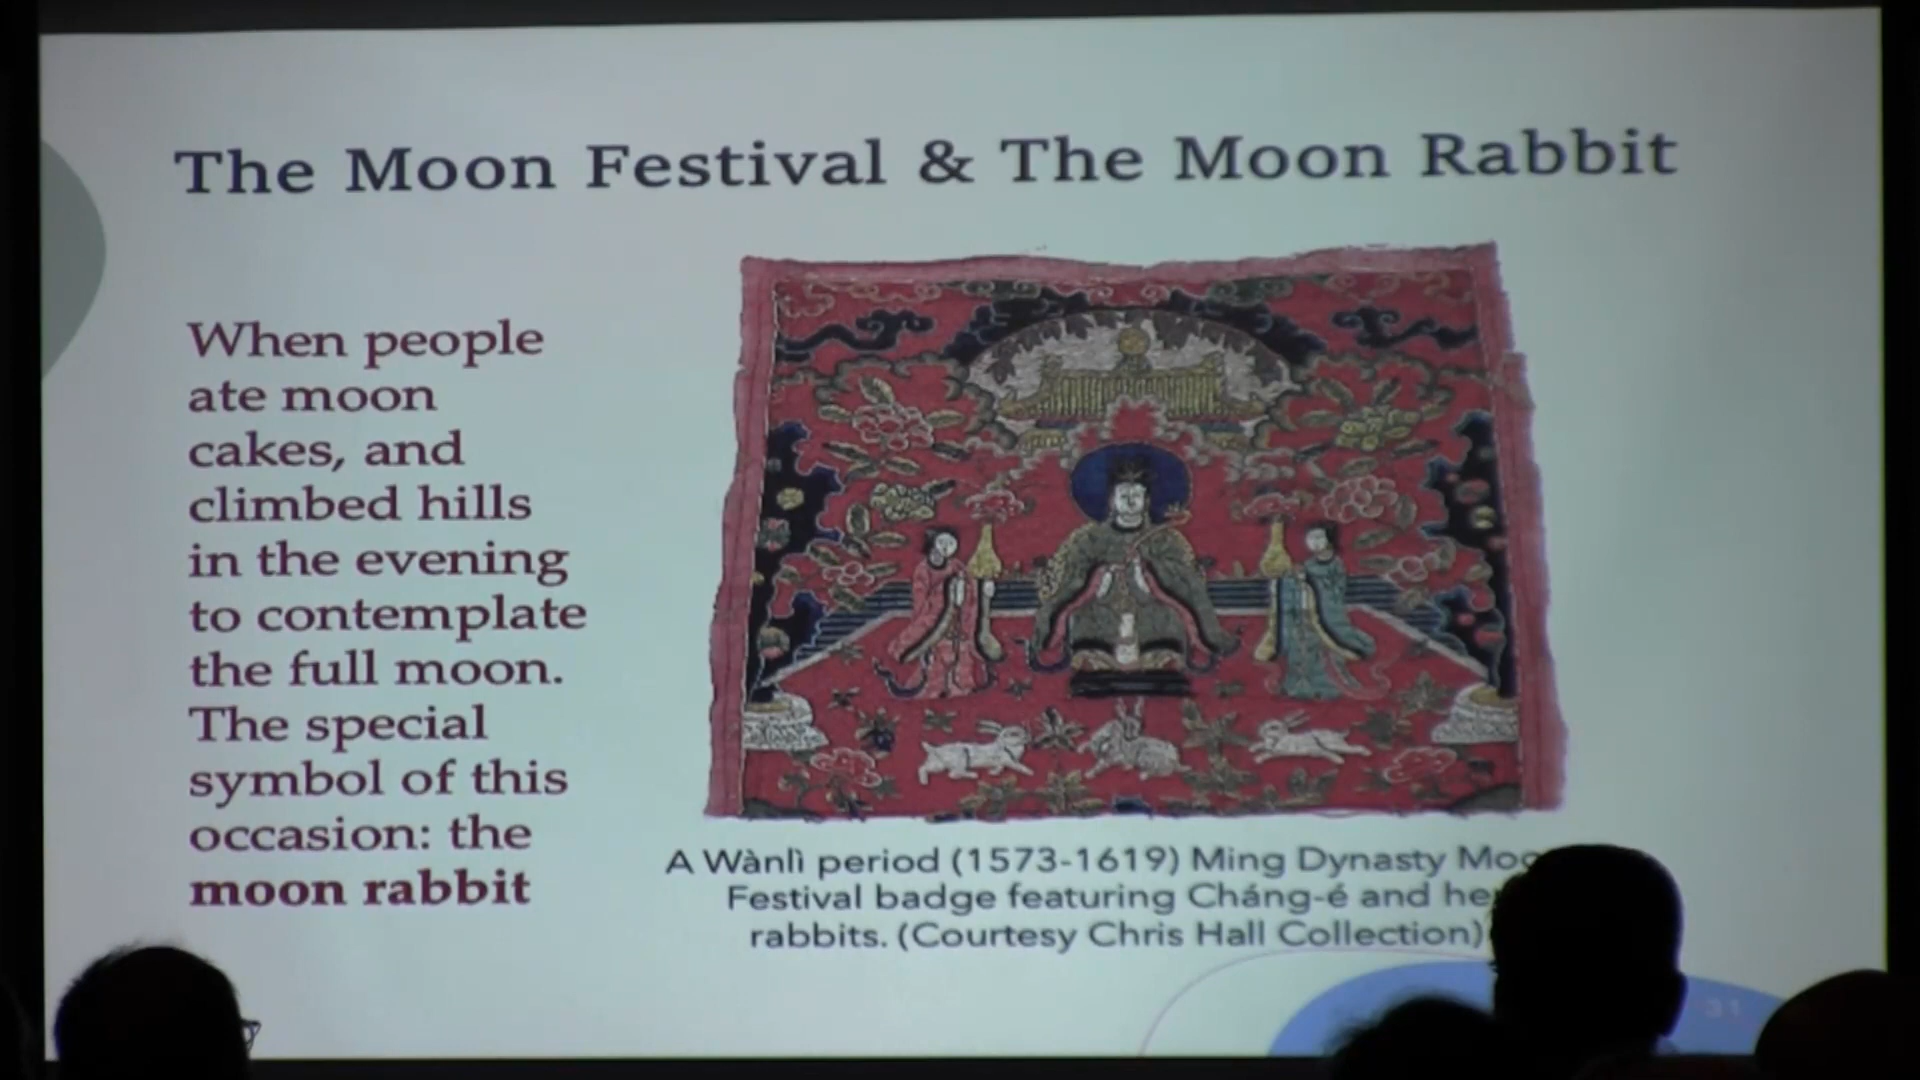 The Moon Festival & The Moon Rabbit
When people
ate moon
cakes, and
climbed hills
in the evening
to contemplate
the full moon.
The special
symbol of this
occasion: the
moon rabbit
A Wànlì period (1573-1619) Ming Dynasty
Festival badge featuring Cháng-é and
rabbits. (Courtesy Chris Hall Collection)
31